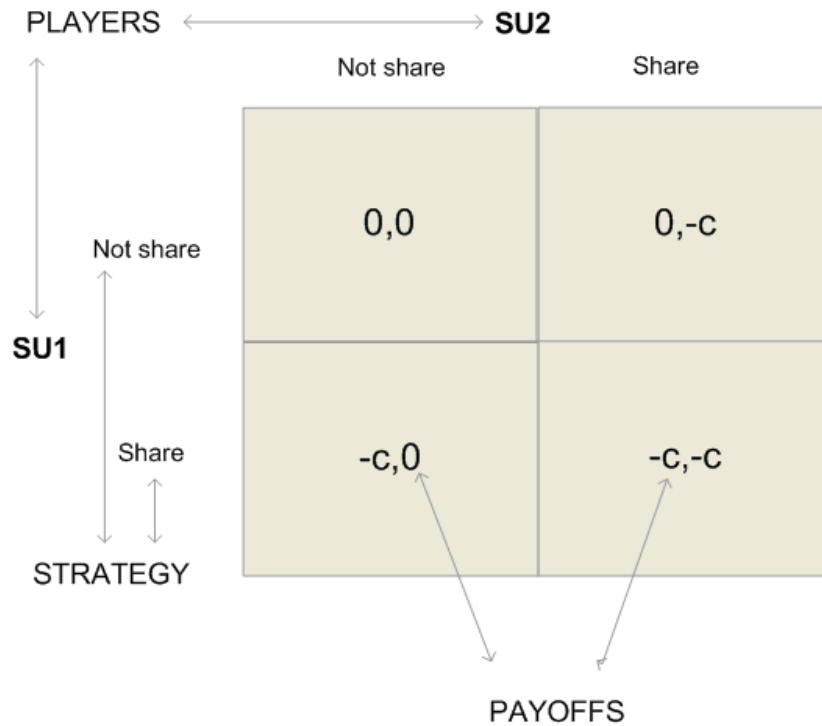 PLAYERS SU2
Not share Share
0,0 0,-c
Not share
SU1
Share
-c,0 -c,-c
STRATEGY
PAYOFFS